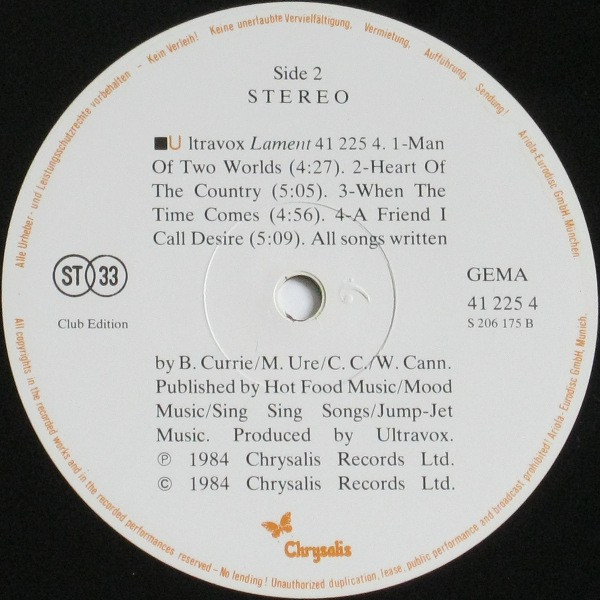 Alle Urheber- und Leistungsschutzrechte vorbehalten – Kein Verleih! Keine unerlaubte Vervielfältigung, Vermietung, Aufführung, Sendung! Ariola-Eurodisc GmbH, München
Side 2
STEREO
Ultravox Lament 41 225 4. 1-Man
Of Two Worlds (4:27). 2-Heart Of
The Country (5:05). 3-When The
Time Comes (4:56). 4-A Friend I
Call Desire (5:09). All songs written
ST 33
Club Edition
GEMA
41 225 4
S 206 175 B
by B. Currie/M. Ure/C. C./W. Cann.
Published by Hot Food Music/Mood
Music/Sing Sing Songs/Jump-Jet
Music. Produced by Ultravox.
℗ 1984 Chrysalis Records Ltd.
© 1984 Chrysalis Records Ltd.
Chrysalis
All copyrights in the recorded works and in the recorded performances reserved – No lending! Unauthorized duplication, lease, public performance and broadcast prohibited! Ariola-Eurodisc GmbH, Munich.